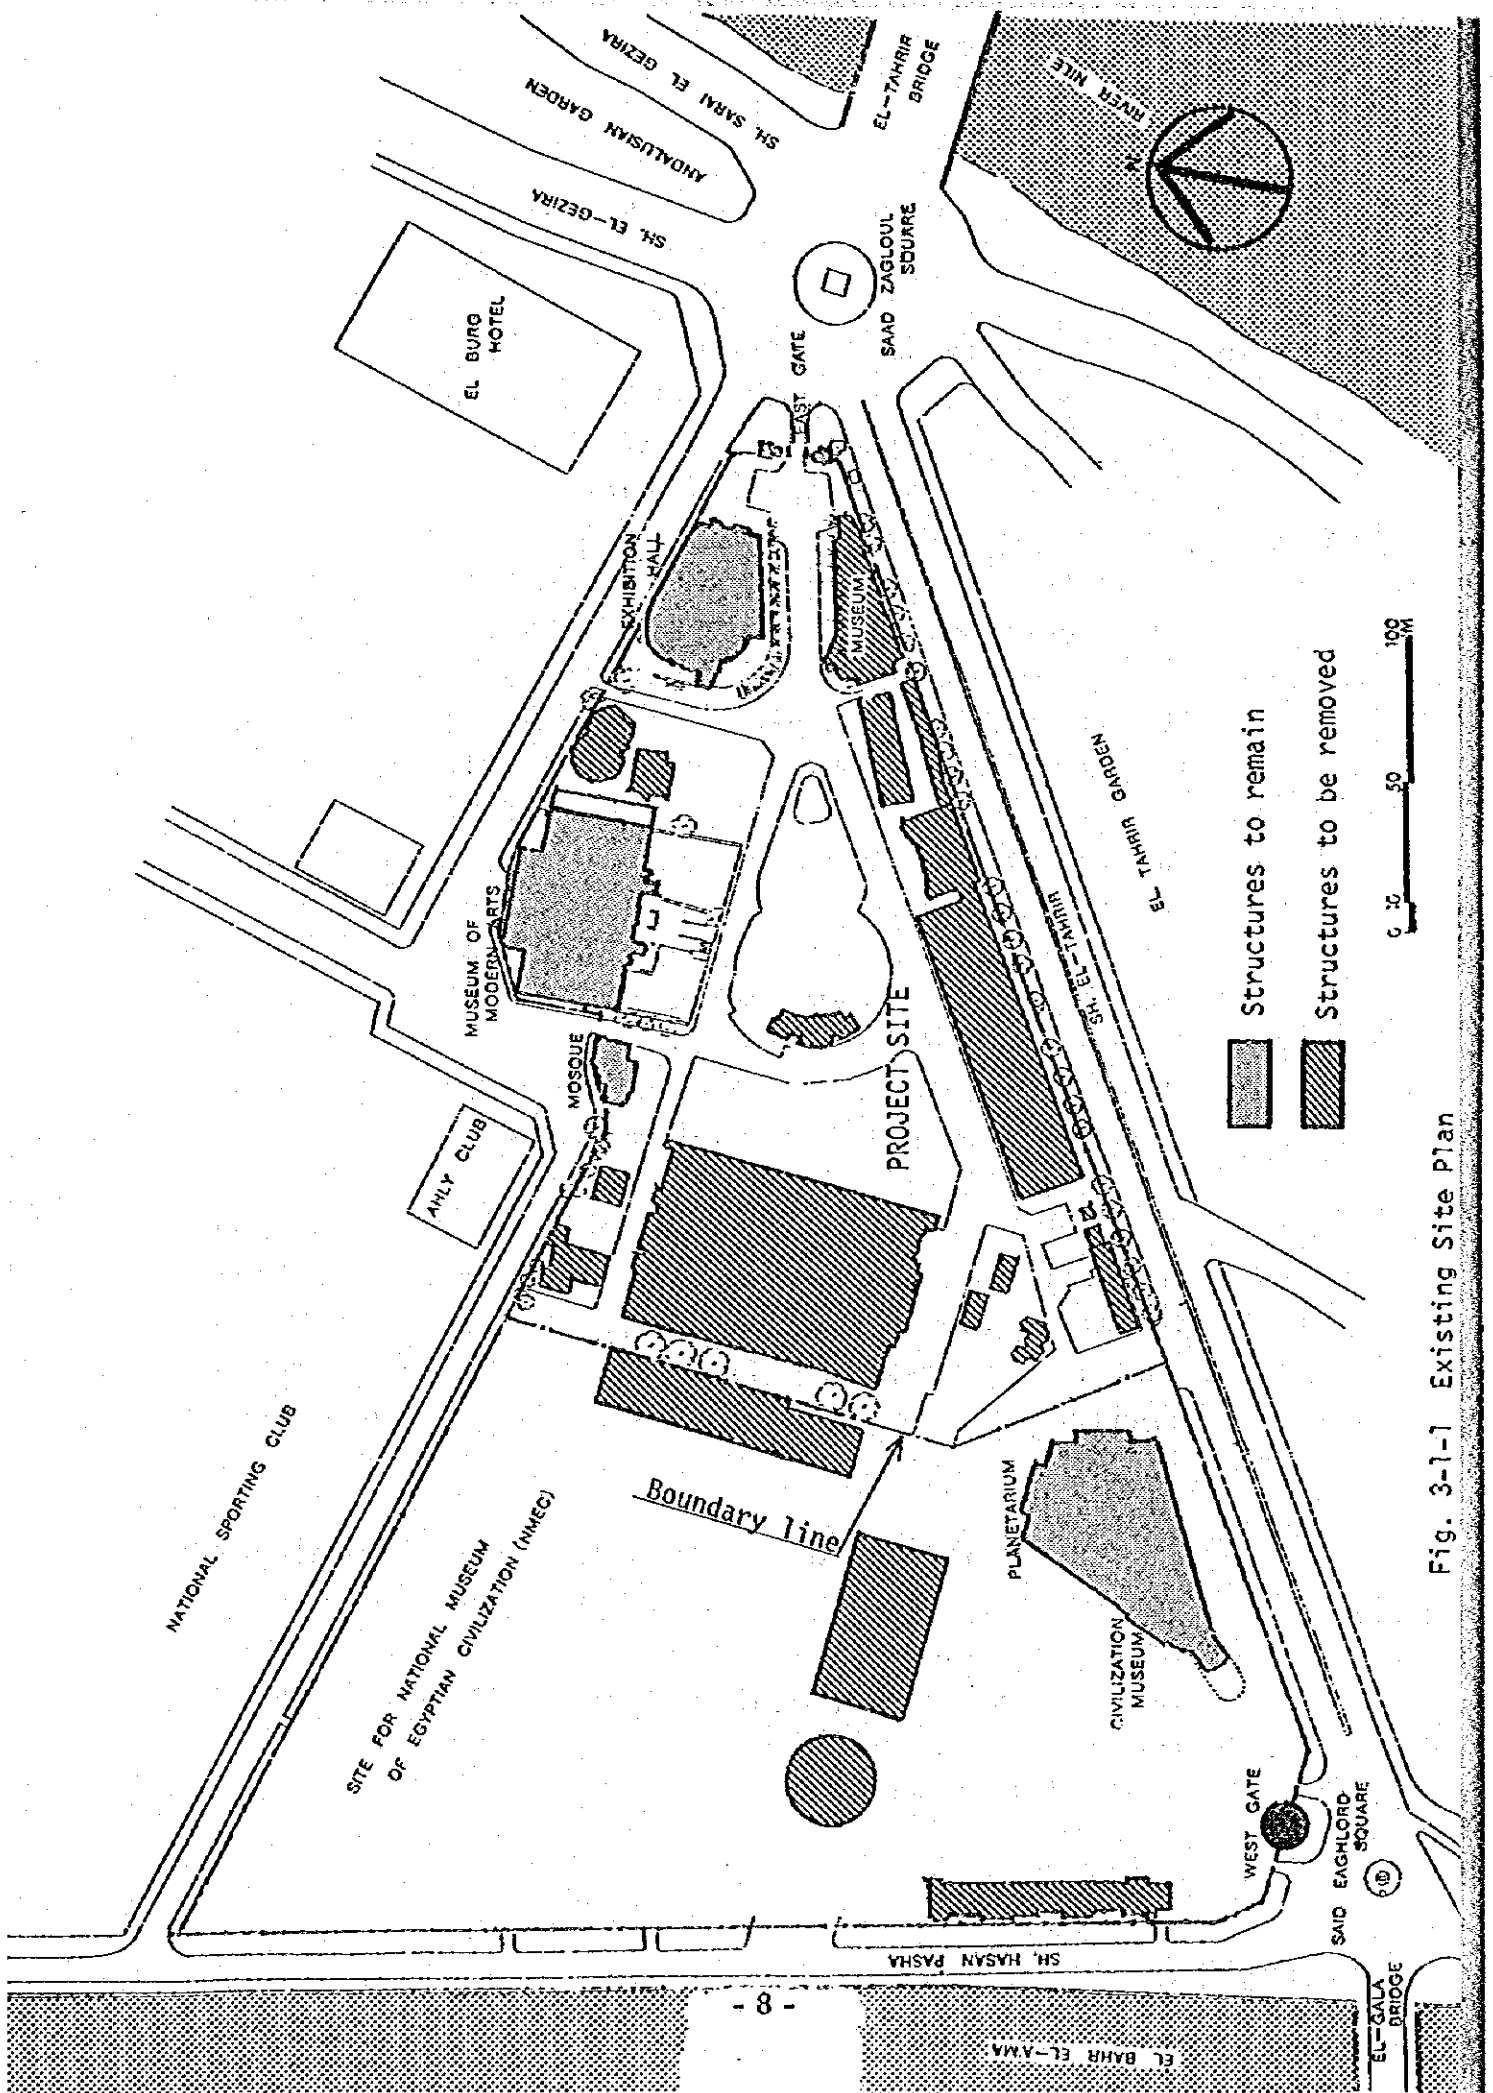 SH. SARAI EL GEZIRA
ANDALUSIAN GARDEN
SH. EL-GEZIRA
EL-TAHRIR
BRIDGE
RIVER NILE
N
EL BURG
HOTEL
SAAD ZAGLOUL
SQUARE
EAST GATE
EXHIBITION
HALL
MUSEUM
MUSEUM OF
MODERN ARTS
MOSQUE
AHLY CLUB
PROJECT SITE
SH. EL-TAHRIR
EL TAHRIR GARDEN
NATIONAL SPORTING CLUB
SITE FOR NATIONAL MUSEUM
OF EGYPTIAN CIVILIZATION (NMEC)
Boundary line
PLANETARIUM
CIVILIZATION
MUSEUM
WEST GATE
SAID EAGHLORD
SQUARE
SH. HASAN PASHA
EL-GALA
BRIDGE
EL BAHR EL-AMA
Structures to remain
Structures to be removed
0 10 50 100
M
Fig. 3-1-1 Existing Site Plan
- 8 -